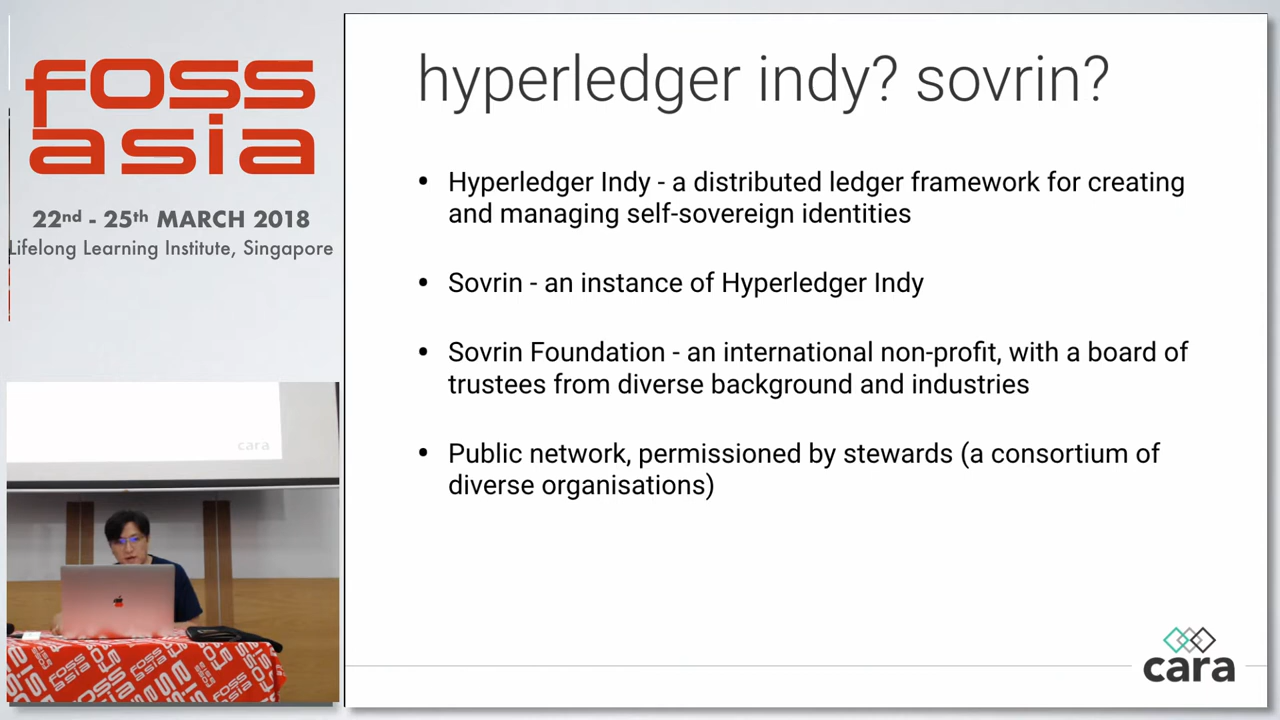 foss
asia
22nd - 25th MARCH 2018
Lifelong Learning Institute, Singapore
cara
hyperledger indy? sovrin?
• Hyperledger Indy - a distributed ledger framework for creating
and managing self-sovereign identities
• Sovrin - an instance of Hyperledger Indy
• Sovrin Foundation - an international non-profit, with a board of
trustees from diverse background and industries
• Public network, permissioned by stewards (a consortium of
diverse organisations)
cara